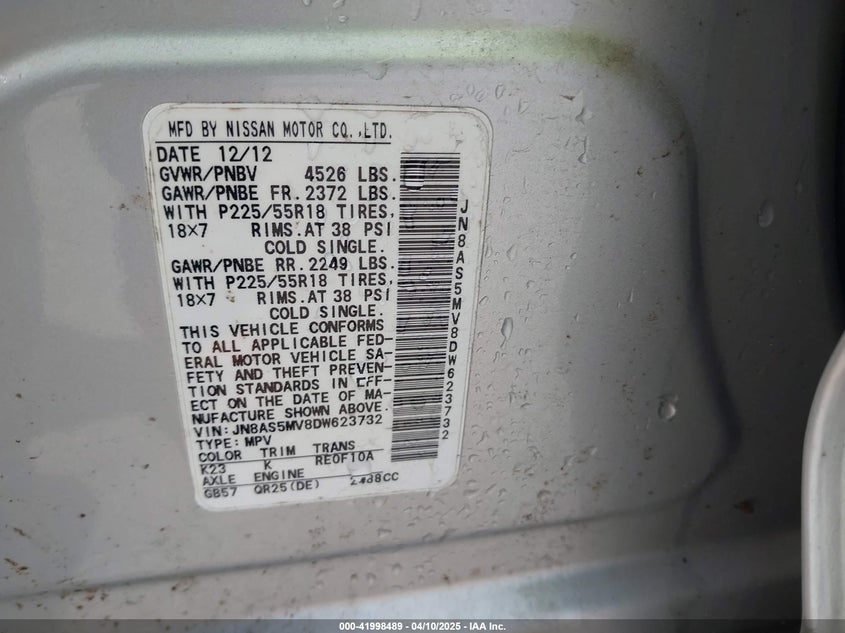 MFD BY NISSAN MOTOR CO.,LTD.
DATE 12/12
GVWR/PNBV 4526 LBS.
GAWR/PNBE FR. 2372 LBS.
WITH P225/55R18 TIRES,
18×7 RIMS. AT 38 PSI
COLD SINGLE.
GAWR/PNBE RR. 2249 LBS.
WITH P225/55R18 TIRES,
18×7 RIMS. AT 38 PSI
COLD SINGLE.
THIS VEHICLE CONFORMS
TO ALL APPLICABLE FED-
ERAL MOTOR VEHICLE SA-
FETY AND THEFT PREVEN-
TION STANDARDS IN EFF-
ECT ON THE DATE OF MA-
NUFACTURE SHOWN ABOVE.
VIN: JN8AS5MV8DW623732
TYPE: MPV
COLOR TRIM TRANS
K23 K RE0F10A
AXLE ENGINE
GB57 QR25(DE) 2488CC
JN8AS5MV8DW623732
000-41998489 - 04/10/2025 - IAA Inc.